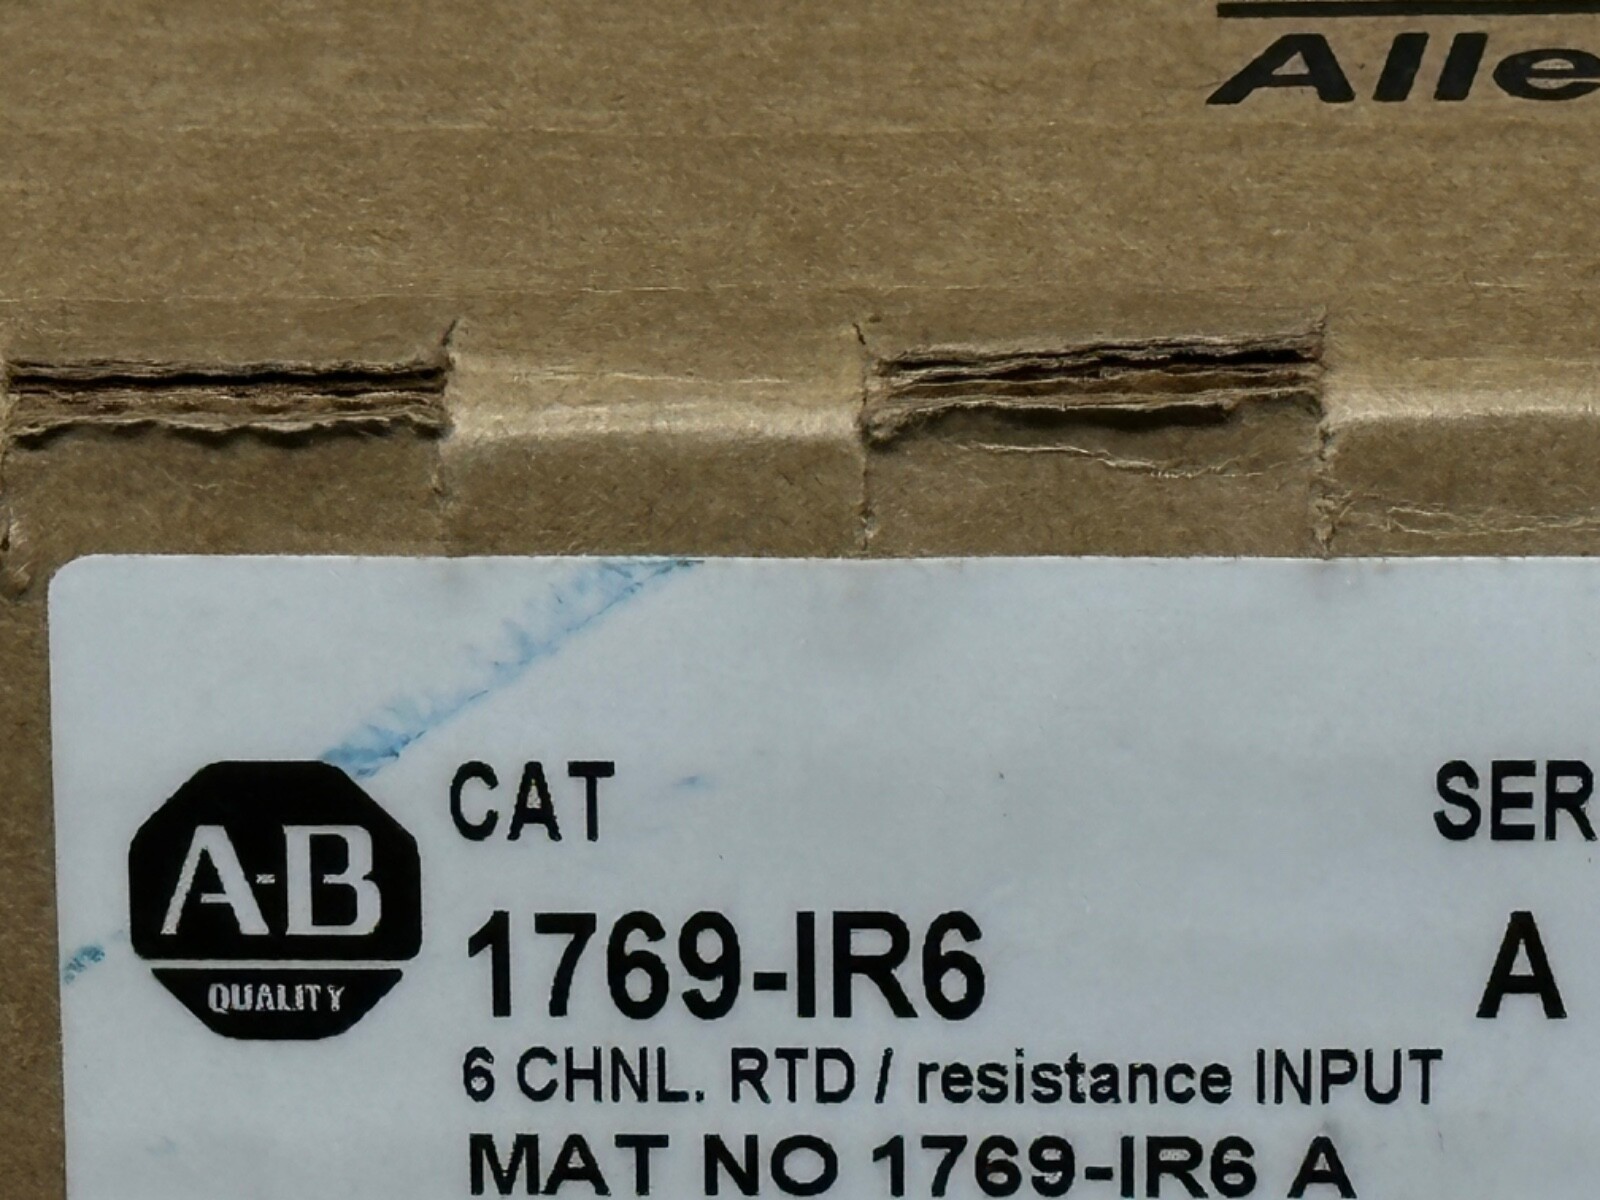 Alle
CAT SER
A-B
QUALITY
1769-IR6 A
6 CHNL. RTD / resistance INPUT
MAT NO 1769-IR6 A